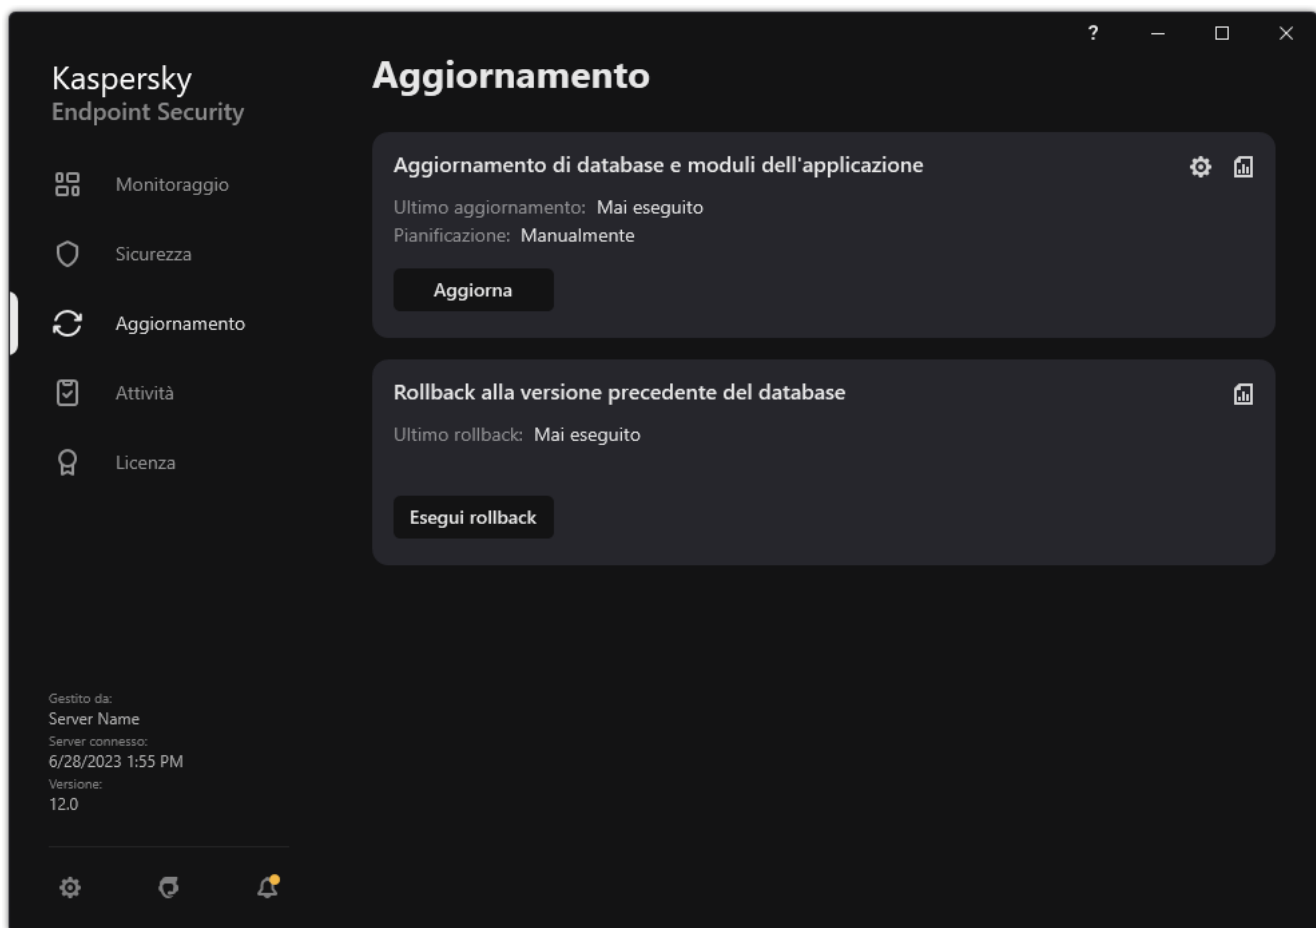 ?
Kaspersky
Endpoint Security
Aggiornamento
Monitoraggio
Sicurezza
Aggiornamento
Attività
Licenza
Aggiornamento di database e moduli dell'applicazione
Ultimo aggiornamento: Mai eseguito
Pianificazione: Manualmente
Aggiorna
Rollback alla versione precedente del database
Ultimo rollback: Mai eseguito
Esegui rollback
Gestito da:
Server Name
Server connesso:
6/28/2023 1:55 PM
Versione:
12.0